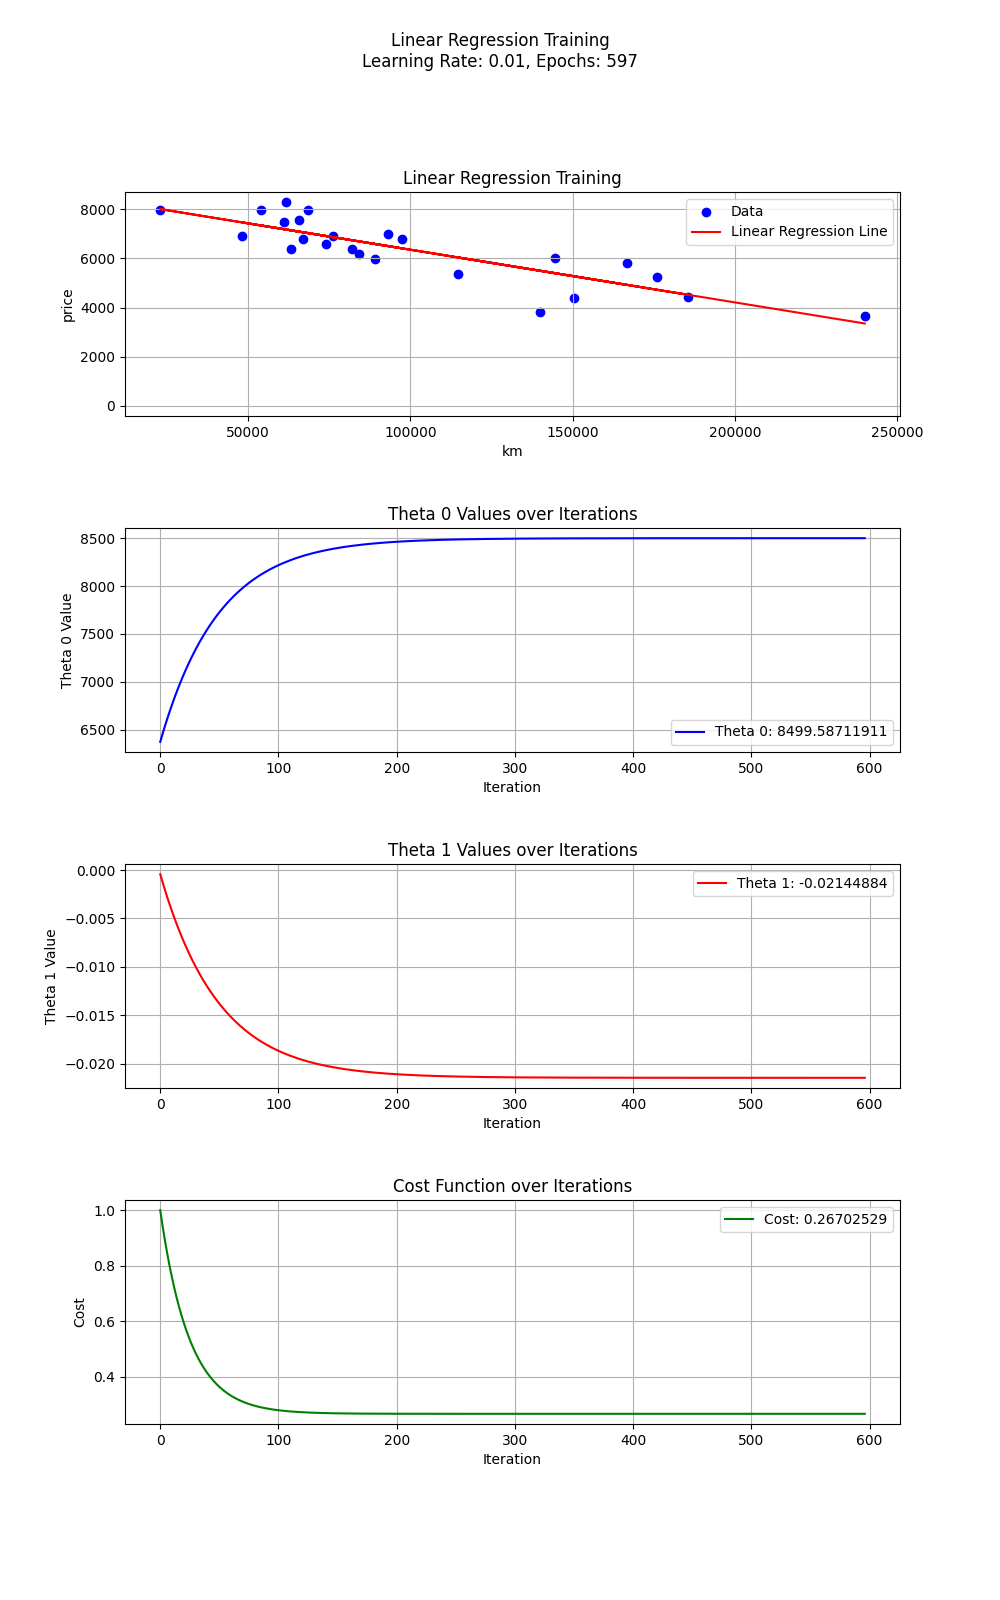 Linear Regression Training
Learning Rate: 0.01, Epochs: 597
Linear Regression Training
Data
Linear Regression Line
8000
6000
4000
2000
0
price
50000 100000 150000 200000 250000
km
Theta 0 Values over Iterations
8500
8000
7500
7000
6500
Theta 0 Value
Theta 0: 8499.58711911
0 100 200 300 400 500 600
Iteration
Theta 1 Values over Iterations
Theta 1: -0.02144884
0.000
−0.005
−0.010
−0.015
−0.020
Theta 1 Value
0 100 200 300 400 500 600
Iteration
Cost Function over Iterations
Cost: 0.26702529
1.0
0.8
0.6
0.4
Cost
0 100 200 300 400 500 600
Iteration